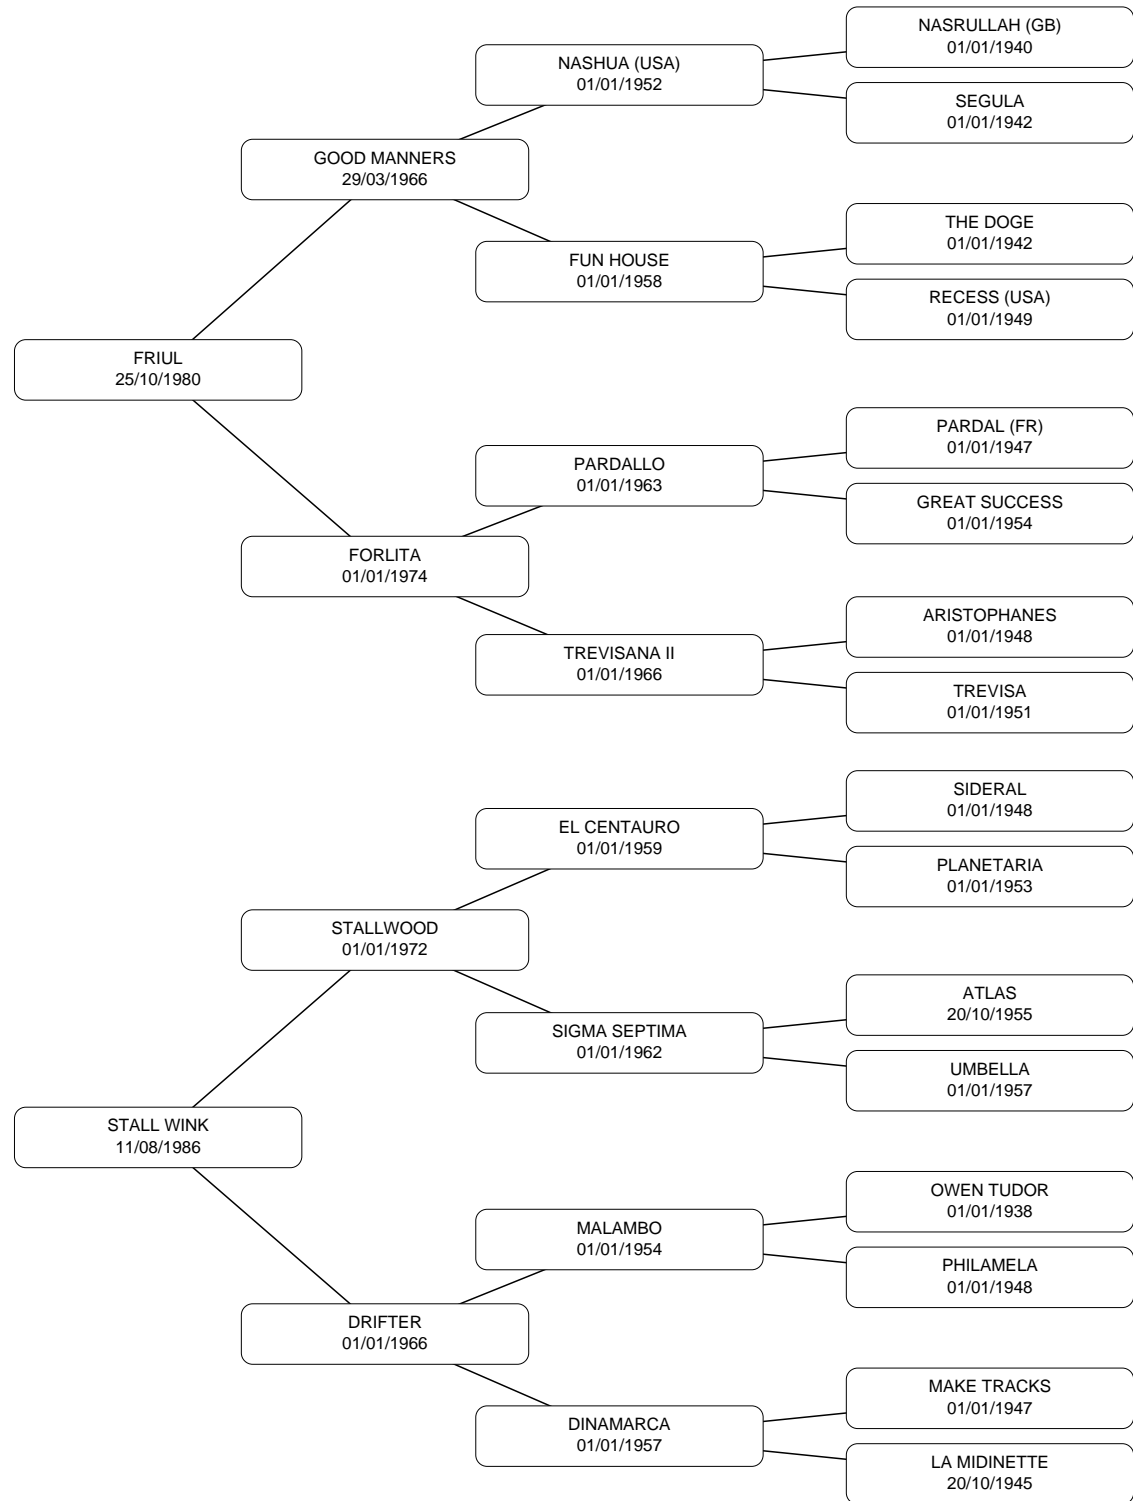 NASRULLAH (GB)
01/01/1940
NASHUA (USA)
01/01/1952
SEGULA
01/01/1942
GOOD MANNERS
29/03/1966
THE DOGE
01/01/1942
FUN HOUSE
01/01/1958
RECESS (USA)
01/01/1949
FRIUL
25/10/1980
PARDAL (FR)
01/01/1947
PARDALLO
01/01/1963
GREAT SUCCESS
01/01/1954
FORLITA
01/01/1974
ARISTOPHANES
01/01/1948
TREVISANA II
01/01/1966
TREVISA
01/01/1951
SIDERAL
01/01/1948
EL CENTAURO
01/01/1959
PLANETARIA
01/01/1953
STALLWOOD
01/01/1972
ATLAS
20/10/1955
SIGMA SEPTIMA
01/01/1962
UMBELLA
01/01/1957
STALL WINK
11/08/1986
OWEN TUDOR
01/01/1938
MALAMBO
01/01/1954
PHILAMELA
01/01/1948
DRIFTER
01/01/1966
MAKE TRACKS
01/01/1947
DINAMARCA
01/01/1957
LA MIDINETTE
20/10/1945